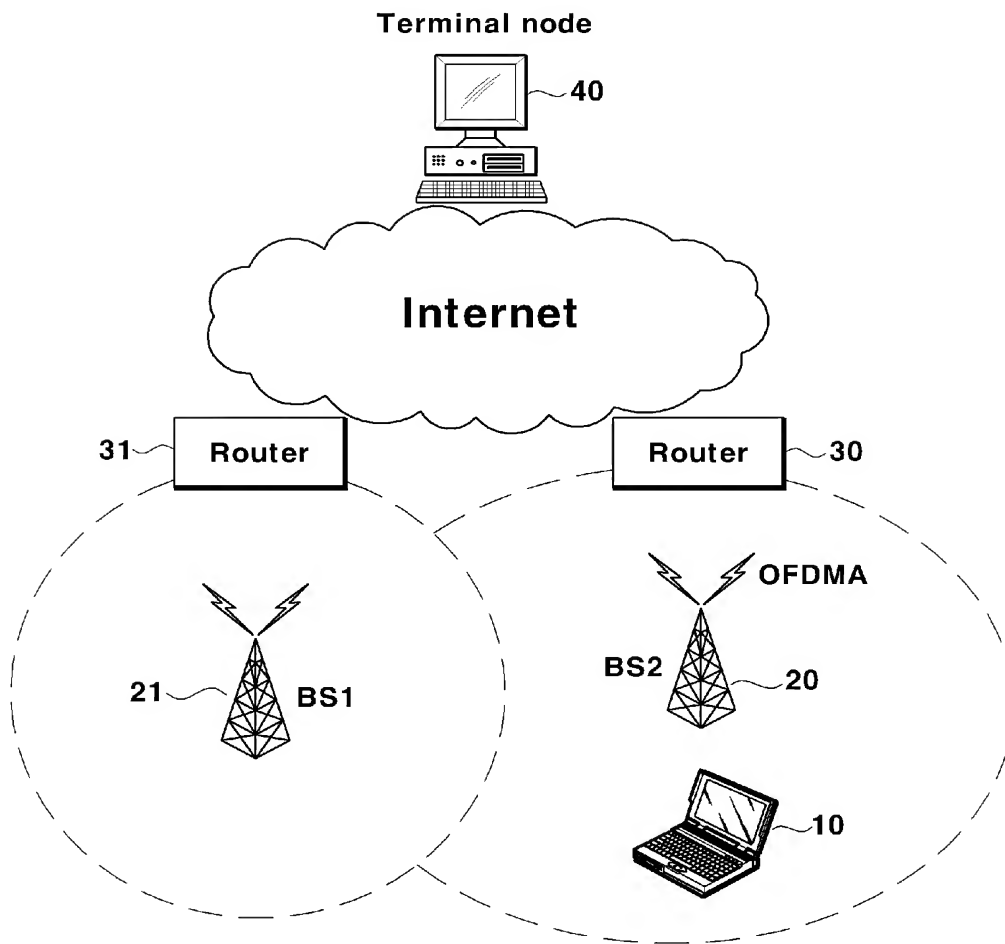 Terminal node
40
Internet
31
Router
Router
30
OFDMA
BS2
20
21
BS1
10